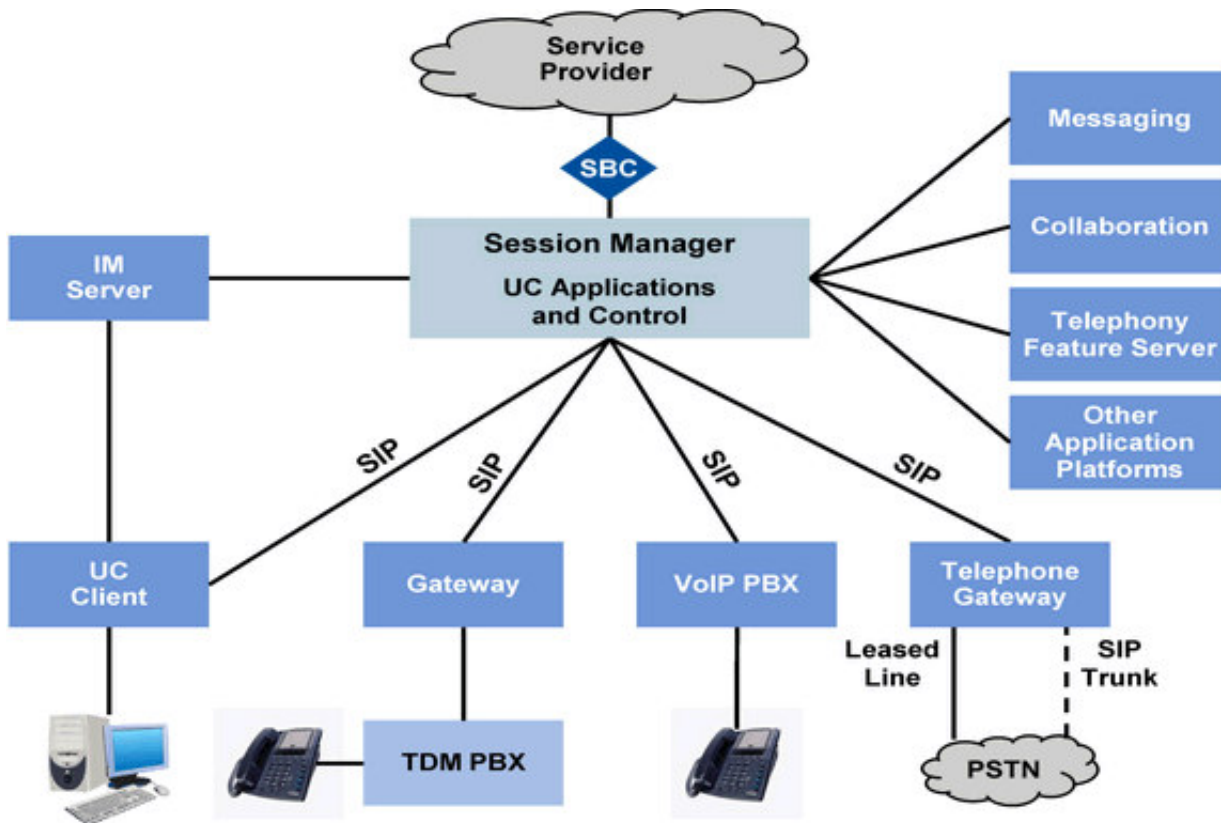 Service
Provider
SBC
Messaging
Session Manager
UC Applications
and Control
Collaboration
IM
Server
Telephony
Feature Server
Other
Application
Platforms
SIP
SIP
SIP
SIP
UC
Client
Gateway
VoIP PBX
Telephone
Gateway
Leased
Line
SIP
Trunk
TDM PBX
PSTN